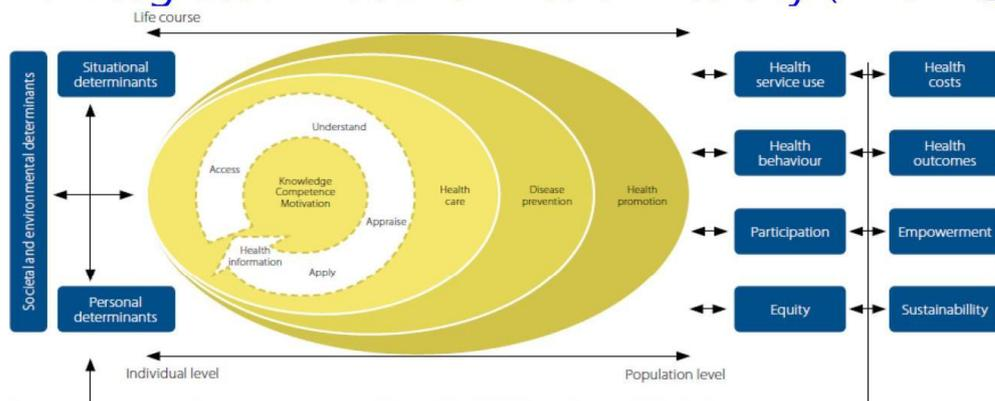 Life course
Societal and environmental determinants
Situational
determinants
Personal
determinants
Understand
Access
Knowledge
Competence
Motivation
Appraise
Health
information
Apply
Health
care
Disease
prevention
Health
promotion
Individual level
Population level
Health
service use
Health
costs
Health
behaviour
Health
outcomes
Participation
Empowerment
Equity
Sustainabillity